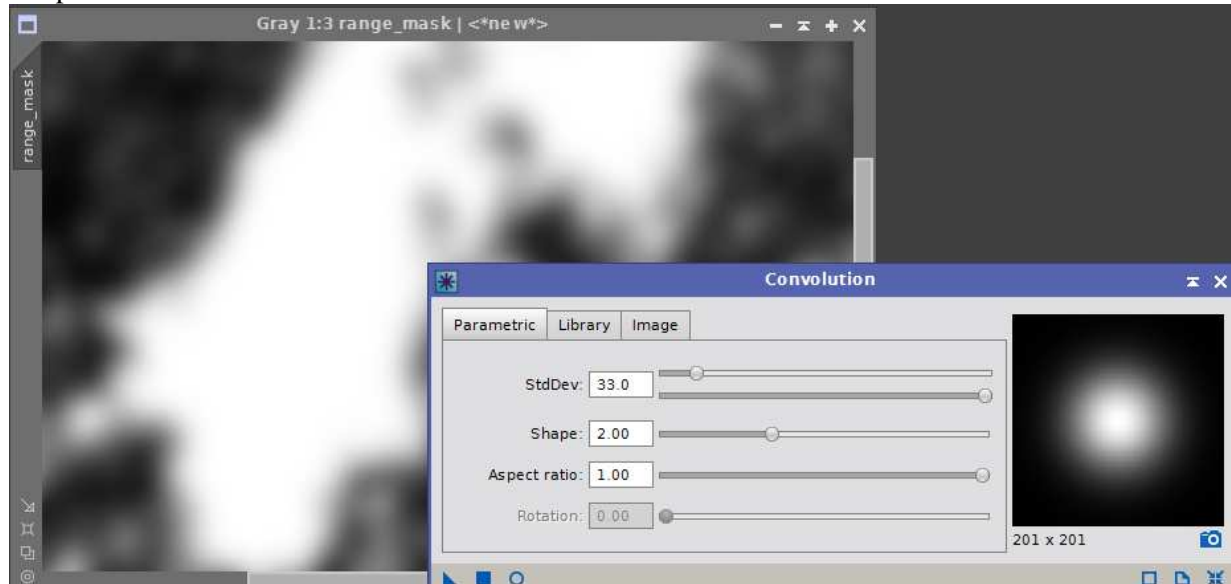 Gray 1:3 range_mask | <*new*>
range_mask
Convolution
Parametric
Library
Image
StdDev: 33.0
Shape: 2.00
Aspect ratio: 1.00
Rotation: 0.00
201 x 201